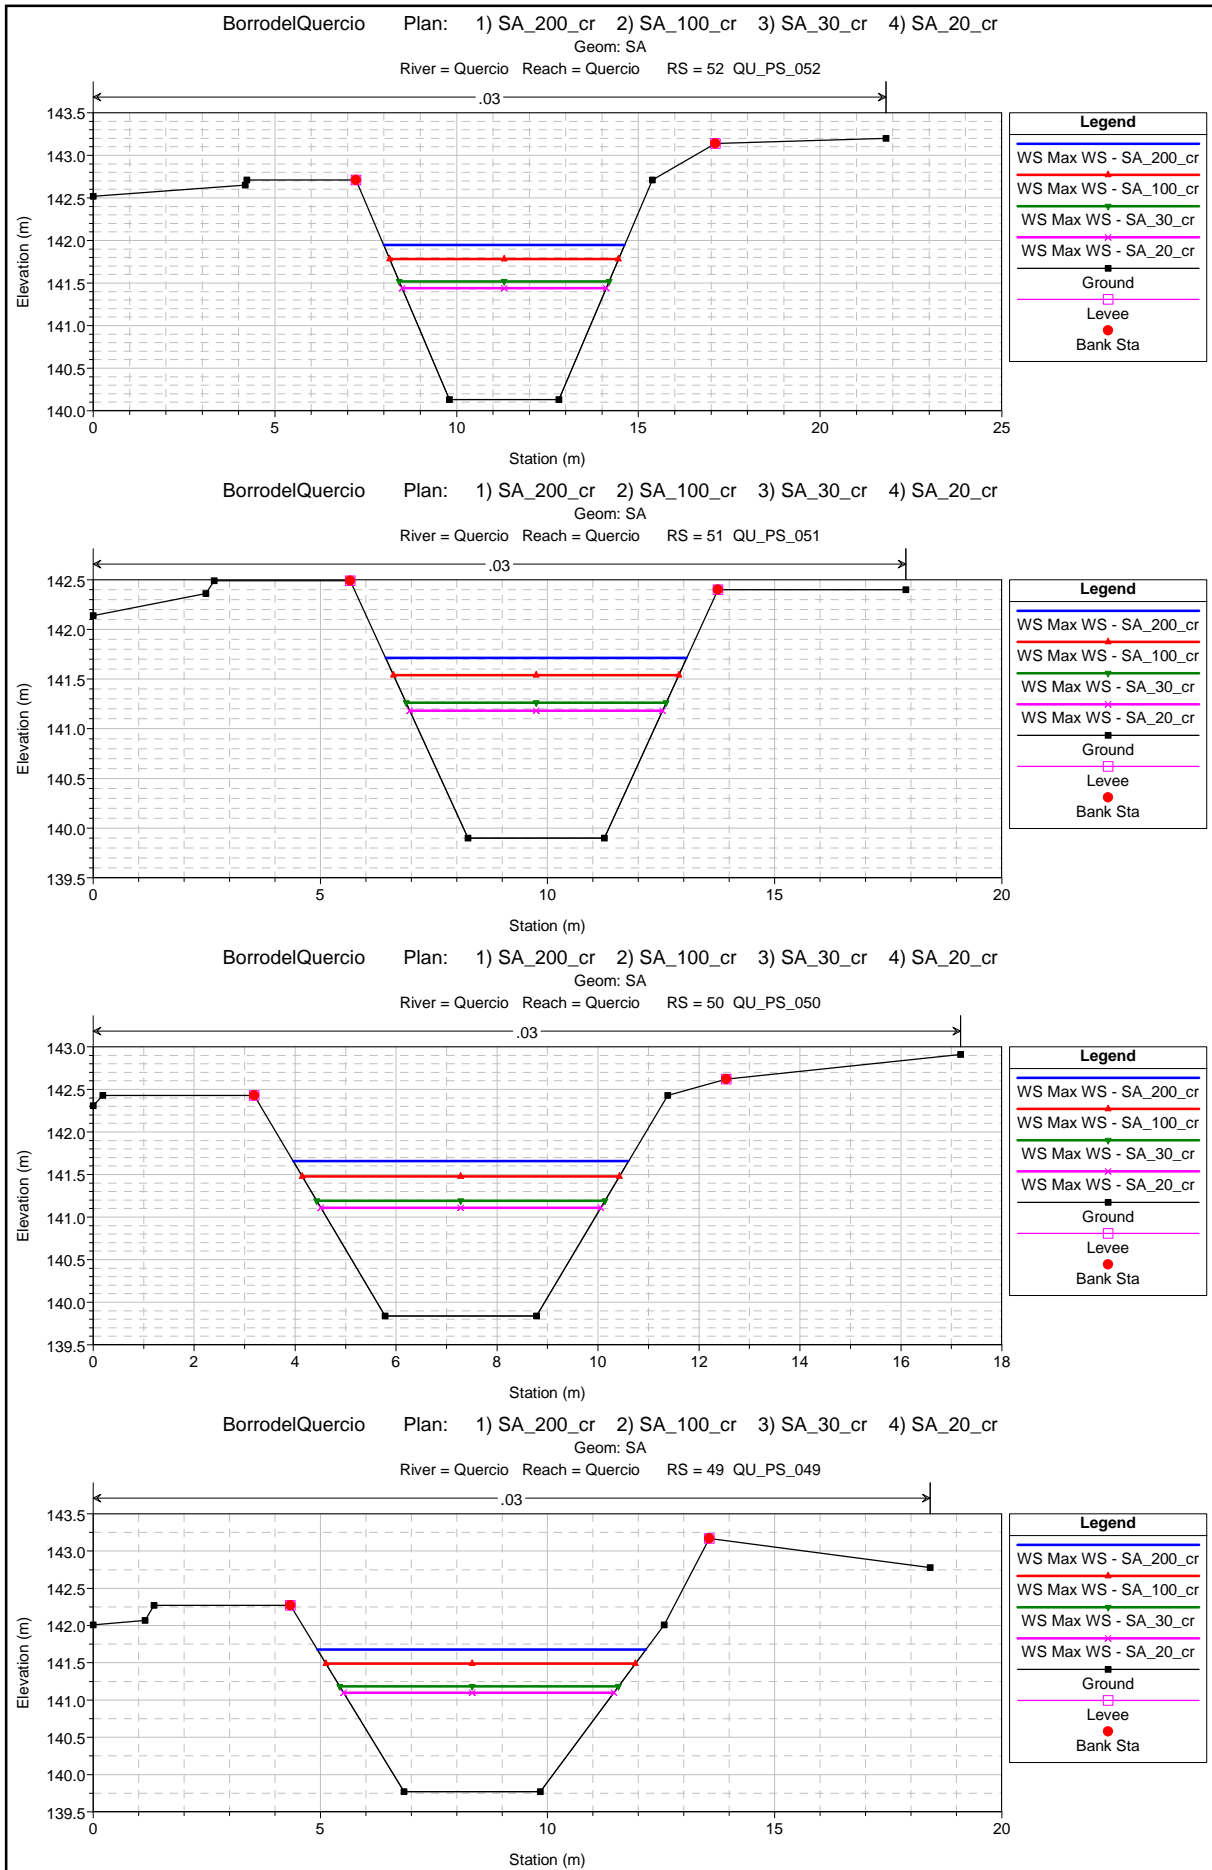 BorrodelQuercio Plan: 1) SA_200_cr 2) SA_100_cr 3) SA_30_cr 4) SA_20_cr
Geom: SA
River = Quercio Reach = Quercio RS = 52 QU_PS_052
.03
143.5
143.0
142.5
142.0
141.5
141.0
140.5
140.0
Elevation (m)
0 5 10 15 20 25
Station (m)
Legend
WS Max WS - SA_200_cr
WS Max WS - SA_100_cr
WS Max WS - SA_30_cr
WS Max WS - SA_20_cr
Ground
Levee
Bank Sta
BorrodelQuercio Plan: 1) SA_200_cr 2) SA_100_cr 3) SA_30_cr 4) SA_20_cr
Geom: SA
River = Quercio Reach = Quercio RS = 51 QU_PS_051
.03
142.5
142.0
141.5
141.0
140.5
140.0
139.5
Elevation (m)
0 5 10 15 20
Station (m)
Legend
WS Max WS - SA_200_cr
WS Max WS - SA_100_cr
WS Max WS - SA_30_cr
WS Max WS - SA_20_cr
Ground
Levee
Bank Sta
BorrodelQuercio Plan: 1) SA_200_cr 2) SA_100_cr 3) SA_30_cr 4) SA_20_cr
Geom: SA
River = Quercio Reach = Quercio RS = 50 QU_PS_050
.03
143.0
142.5
142.0
141.5
141.0
140.5
140.0
139.5
Elevation (m)
0 2 4 6 8 10 12 14 16 18
Station (m)
Legend
WS Max WS - SA_200_cr
WS Max WS - SA_100_cr
WS Max WS - SA_30_cr
WS Max WS - SA_20_cr
Ground
Levee
Bank Sta
BorrodelQuercio Plan: 1) SA_200_cr 2) SA_100_cr 3) SA_30_cr 4) SA_20_cr
Geom: SA
River = Quercio Reach = Quercio RS = 49 QU_PS_049
.03
143.5
143.0
142.5
142.0
141.5
141.0
140.5
140.0
139.5
Elevation (m)
0 5 10 15 20
Station (m)
Legend
WS Max WS - SA_200_cr
WS Max WS - SA_100_cr
WS Max WS - SA_30_cr
WS Max WS - SA_20_cr
Ground
Levee
Bank Sta